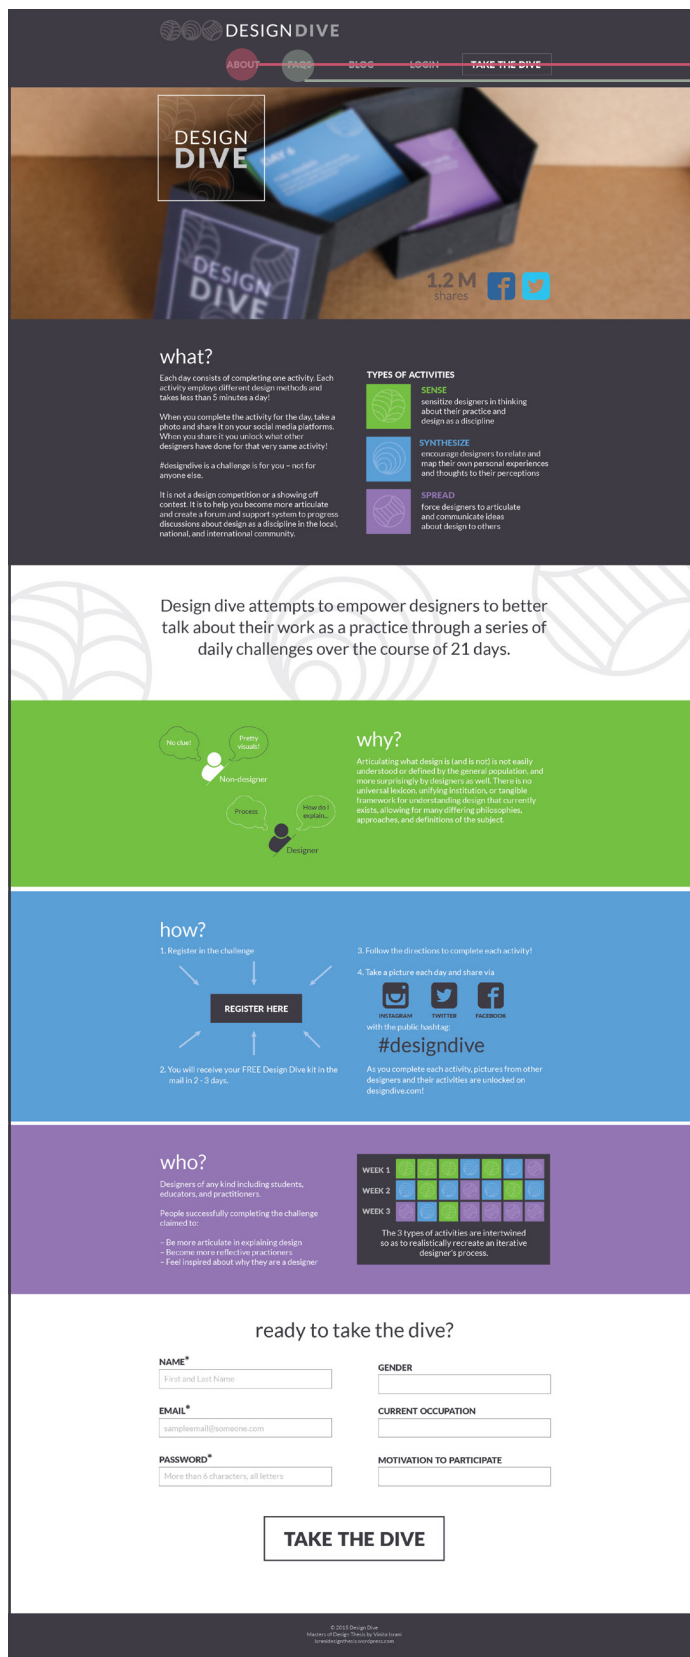 DESIGNDIVE
ABOUT FAQS BLOG LOGIN TAKE THE DIVE
DESIGN
DIVE
DAY 6
DESIGN
DIVE
1.2 M
shares
what?
Each day consists of completing one activity. Each
activity employs different design methods and
takes less than 5 minutes a day!
When you complete the activity for the day, take a
photo and share it on your social media platforms.
When you share it you unlock what other
designers have done for that very same activity!
#designdive is a challenge is for you – not for
anyone else.
It is not a design competition or a showing off
contest. It is to help you become more articulate
and create a forum and support system to progress
discussions about design as a discipline in the local,
national, and international community.
TYPES OF ACTIVITIES
SENSE
sensitize designers in thinking
about their practice and
design as a discipline
SYNTHESIZE
encourage designers to relate and
map their own personal experiences
and thoughts to their perceptions
SPREAD
force designers to articulate
and communicate ideas
about design to others
Design dive attempts to empower designers to better
talk about their work as a practice through a series of
daily challenges over the course of 21 days.
No clue!
Pretty
visuals!
Non-designer
Process
How do I
explain...
Designer
why?
Articulating what design is (and is not) is not easily
understood or defined by the general population, and
more surprisingly by designers as well. There is no
universal lexicon, unifying institution, or tangible
framework for understanding design that currently
exists, allowing for many differing philosophies,
approaches, and definitions of the subject.
how?
1. Register in the challenge
REGISTER HERE
2. You will receive your FREE Design Dive kit in the
mail in 2 - 3 days.
3. Follow the directions to complete each activity!
4. Take a picture each day and share via
INSTAGRAM TWITTER FACEBOOK
with the public hashtag:
#designdive
As you complete each activity, pictures from other
designers and their activities are unlocked on
designdive.com!
who?
Designers of any kind including students,
educators, and practitioners.
People successfully completing the challenge
claimed to:
– Be more articulate in explaining design
– Become more reflective practioners
– Feel inspired about why they are a designer
WEEK 1
WEEK 2
WEEK 3
The 3 types of activities are intertwined
so as to realistically recreate an iterative
designer's process.
ready to take the dive?
NAME*
First and Last Name
EMAIL*
sampleemail@someone.com
PASSWORD*
More than 6 characters, all letters
GENDER
CURRENT OCCUPATION
MOTIVATION TO PARTICIPATE
TAKE THE DIVE
© 2015 Design Dive
Masters of Design Thesis by Vinita Israni
isranidesignthesis.wordpress.com